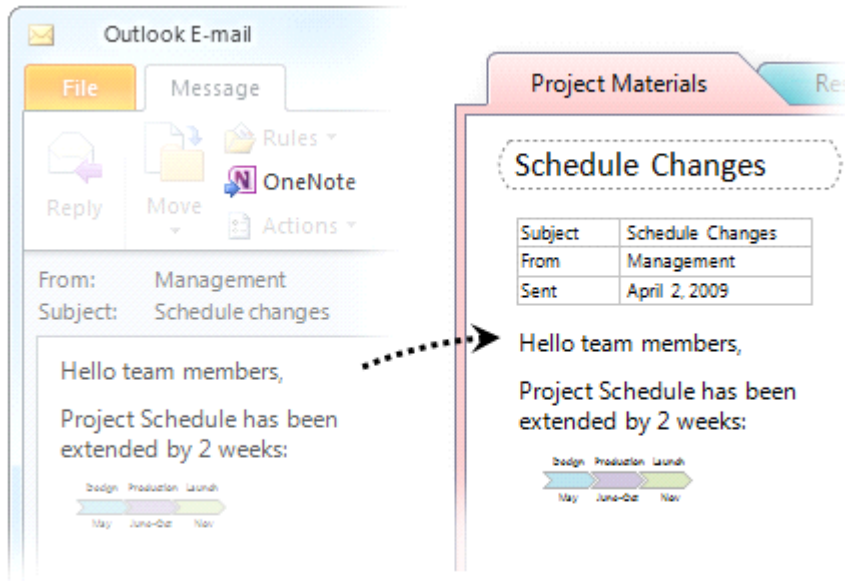 Outlook E-mail
File
Message
Reply
Move
Rules
OneNote
Actions
From: Management
Subject: Schedule changes
Hello team members,
Project Schedule has been
extended by 2 weeks:
Design Production Launch
May June-Oct Nov
Project Materials
Schedule Changes
Subject Schedule Changes
From Management
Sent April 2, 2009
Hello team members,
Project Schedule has been
extended by 2 weeks:
Design Production Launch
May June-Oct Nov